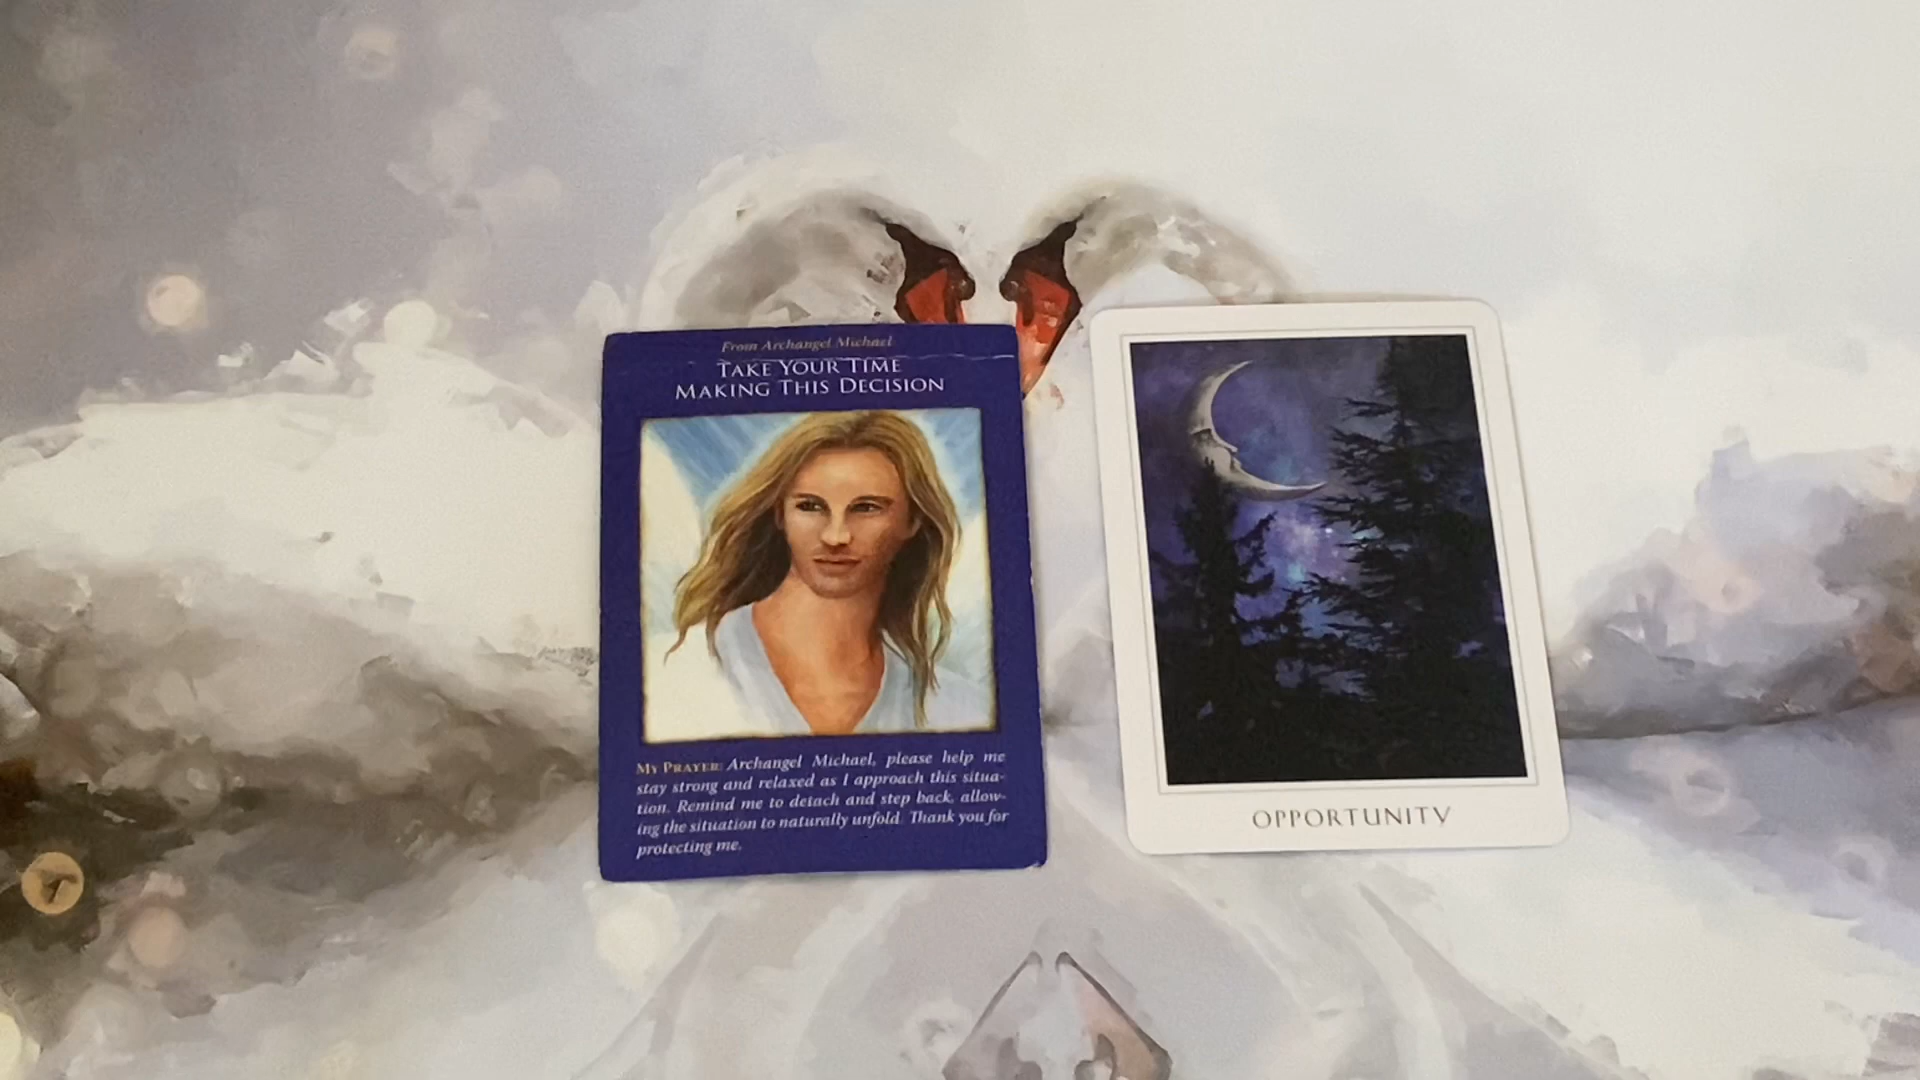 From Archangel Michael
TAKE YOUR TIME
MAKING THIS DECISION
MY PRAYER: Archangel Michael, please help me
stay strong and relaxed as I approach this situa-
tion. Remind me to detach and step back, allow-
ing the situation to naturally unfold. Thank you for
protecting me.
OPPORTUNITY